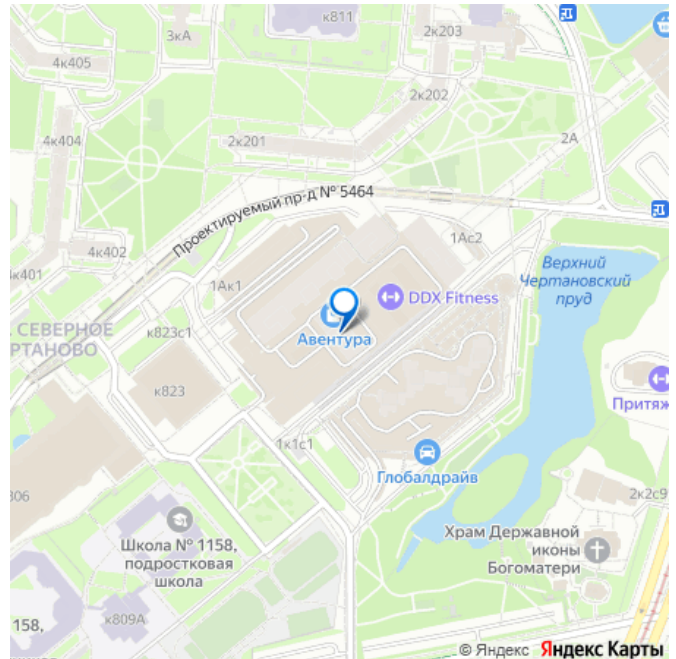 к811
3кА
2к203
4к405
2к202
4к404
2к201
2А
Проектируемый пр-д № 5464
4к402
1Ас2
к401
1Ак1
Верхний
Чертановский
пруд
DDX Fitness
СЕВЕРНОЕ
РТАНОВО
к823с1
Авентура
к823
Притяж
1к1с1
Глобалдрайв
806
2к2с9
Школа № 1158,
подростковая
школа
Храм Державной
иконы
Богоматери
к809А
158,
© Яндекс Яндекс Карты